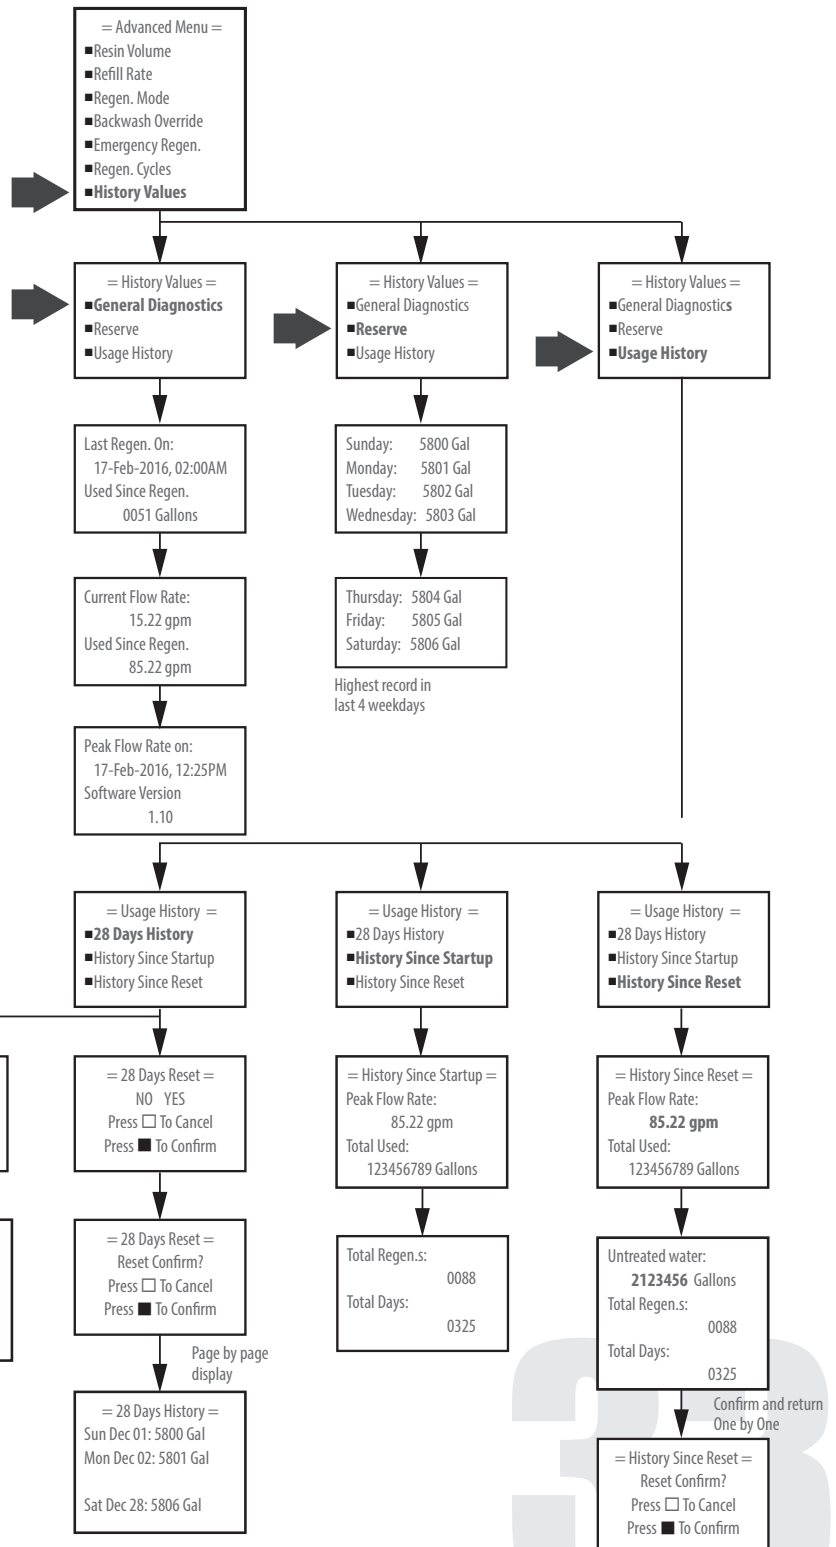 = Advanced Menu =
■Resin Volume
■Refill Rate
■Regen. Mode
■Backwash Override
■Emergency Regen.
■Regen. Cycles
■History Values
= History Values =
■General Diagnostics
■Reserve
■Usage History
= History Values =
■General Diagnostics
■Reserve
■Usage History
= History Values =
■General Diagnostics
■Reserve
■Usage History
Last Regen. On:
17-Feb-2016, 02:00AM
Used Since Regen.
0051 Gallons
Sunday: 5800 Gal
Monday: 5801 Gal
Tuesday: 5802 Gal
Wednesday: 5803 Gal
Current Flow Rate:
15.22 gpm
Used Since Regen.
85.22 gpm
Thursday: 5804 Gal
Friday: 5805 Gal
Saturday: 5806 Gal
Highest record in
last 4 weekdays
Peak Flow Rate on:
17-Feb-2016, 12:25PM
Software Version
1.10
= Usage History =
■28 Days History
■History Since Startup
■History Since Reset
= Usage History =
■28 Days History
■History Since Startup
■History Since Reset
= Usage History =
■28 Days History
■History Since Startup
■History Since Reset
= 28 Days Reset =
NO YES
Press □ To Cancel
Press ■ To Confirm
= History Since Startup =
Peak Flow Rate:
85.22 gpm
Total Used:
123456789 Gallons
= History Since Reset =
Peak Flow Rate:
85.22 gpm
Total Used:
123456789 Gallons
= 28 Days Reset =
Reset Confirm?
Press □ To Cancel
Press ■ To Confirm
Total Regen.s:
0088
Total Days:
0325
Untreated water:
2123456 Gallons
Total Regen.s:
0088
Total Days:
0325
Page by page
display
Confirm and return
One by One
= 28 Days History =
Sun Dec 01: 5800 Gal
Mon Dec 02: 5801 Gal
Sat Dec 28: 5806 Gal
= History Since Reset =
Reset Confirm?
Press □ To Cancel
Press ■ To Confirm
33